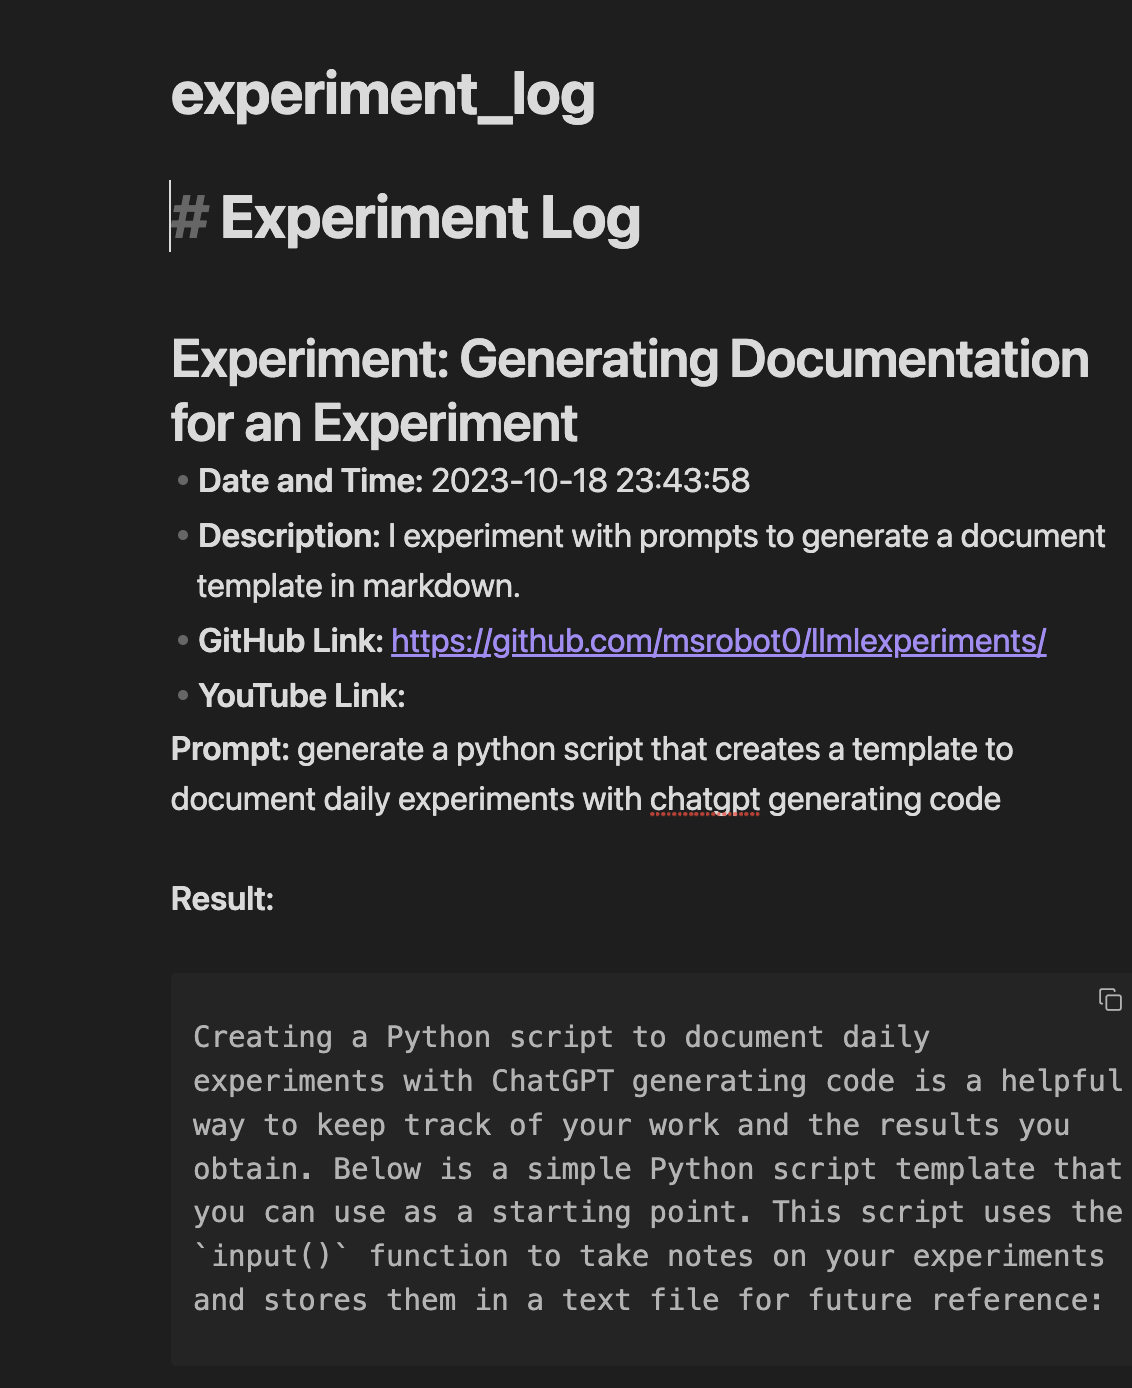 experiment_log
# Experiment Log
Experiment: Generating Documentation
for an Experiment
• Date and Time: 2023-10-18 23:43:58
• Description: I experiment with prompts to generate a document
template in markdown.
• GitHub Link: https://github.com/msrobot0/llmlexperiments/
• YouTube Link:
Prompt: generate a python script that creates a template to
document daily experiments with chatgpt generating code
Result:
Creating a Python script to document daily
experiments with ChatGPT generating code is a helpful
way to keep track of your work and the results you
obtain. Below is a simple Python script template that
you can use as a starting point. This script uses the
`input()` function to take notes on your experiments
and stores them in a text file for future reference: